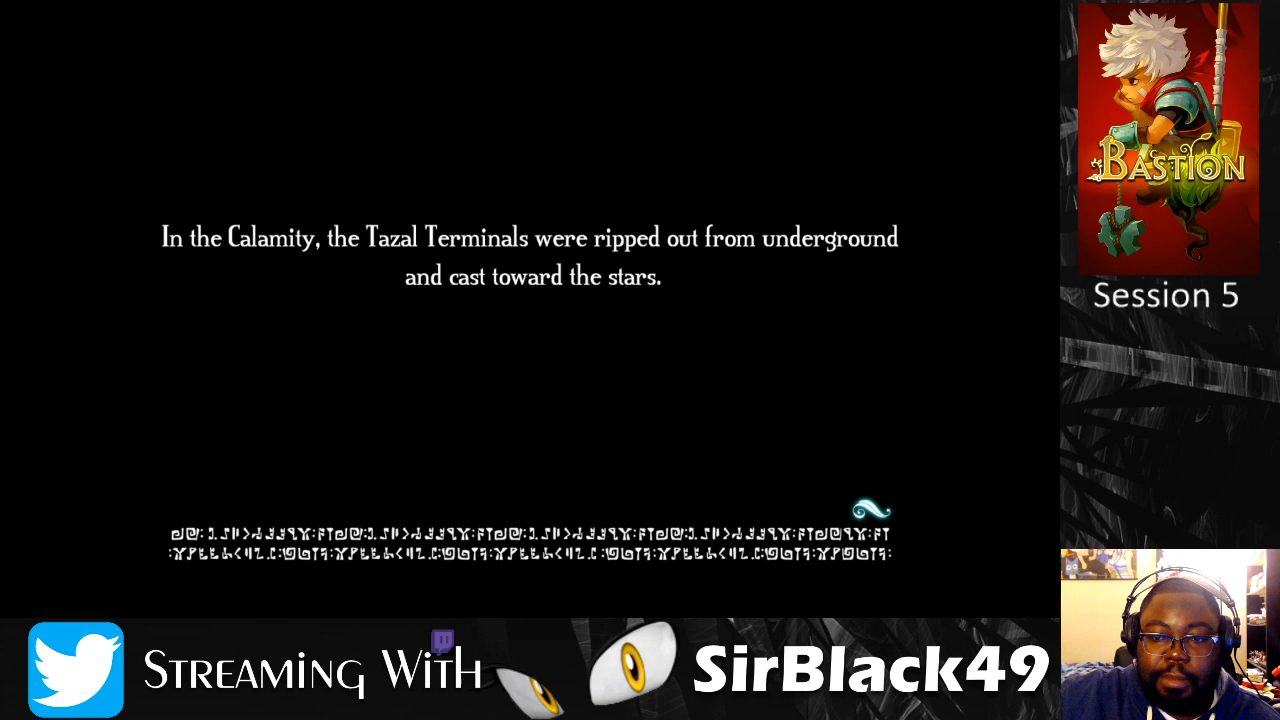 In the Calamity, the Tazal Terminals were ripped out from underground
and cast toward the stars.
BASTION
Session 5
STREAMING WITH
SirBlack49